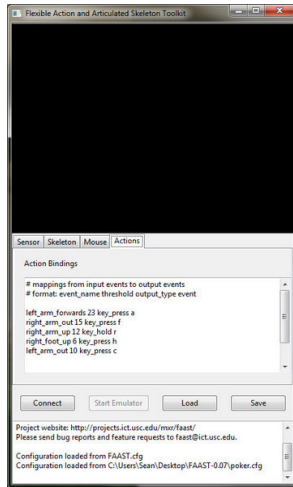 Flexible Action and Articulated Skeleton Toolkit
Sensor Skeleton Mouse Actions
Action Bindings
# mappings from input events to output events
# format: event_name threshold output_type event
left_arm_forwards 23 key_press a
right_arm_out 15 key_press f
right_arm_up 12 key_hold r
right_foot_up 6 key_press h
left_arm_out 10 key_press c
Connect Start Emulator Load Save
Project website: http://projects.ict.usc.edu/mxr/faast/
Please send bug reports and feature requests to faast@ict.usc.edu.
Configuration loaded from FAAST.cfg
Configuration loaded from C:\Users\Sean\Desktop\FAAST-0.07\poker.cfg